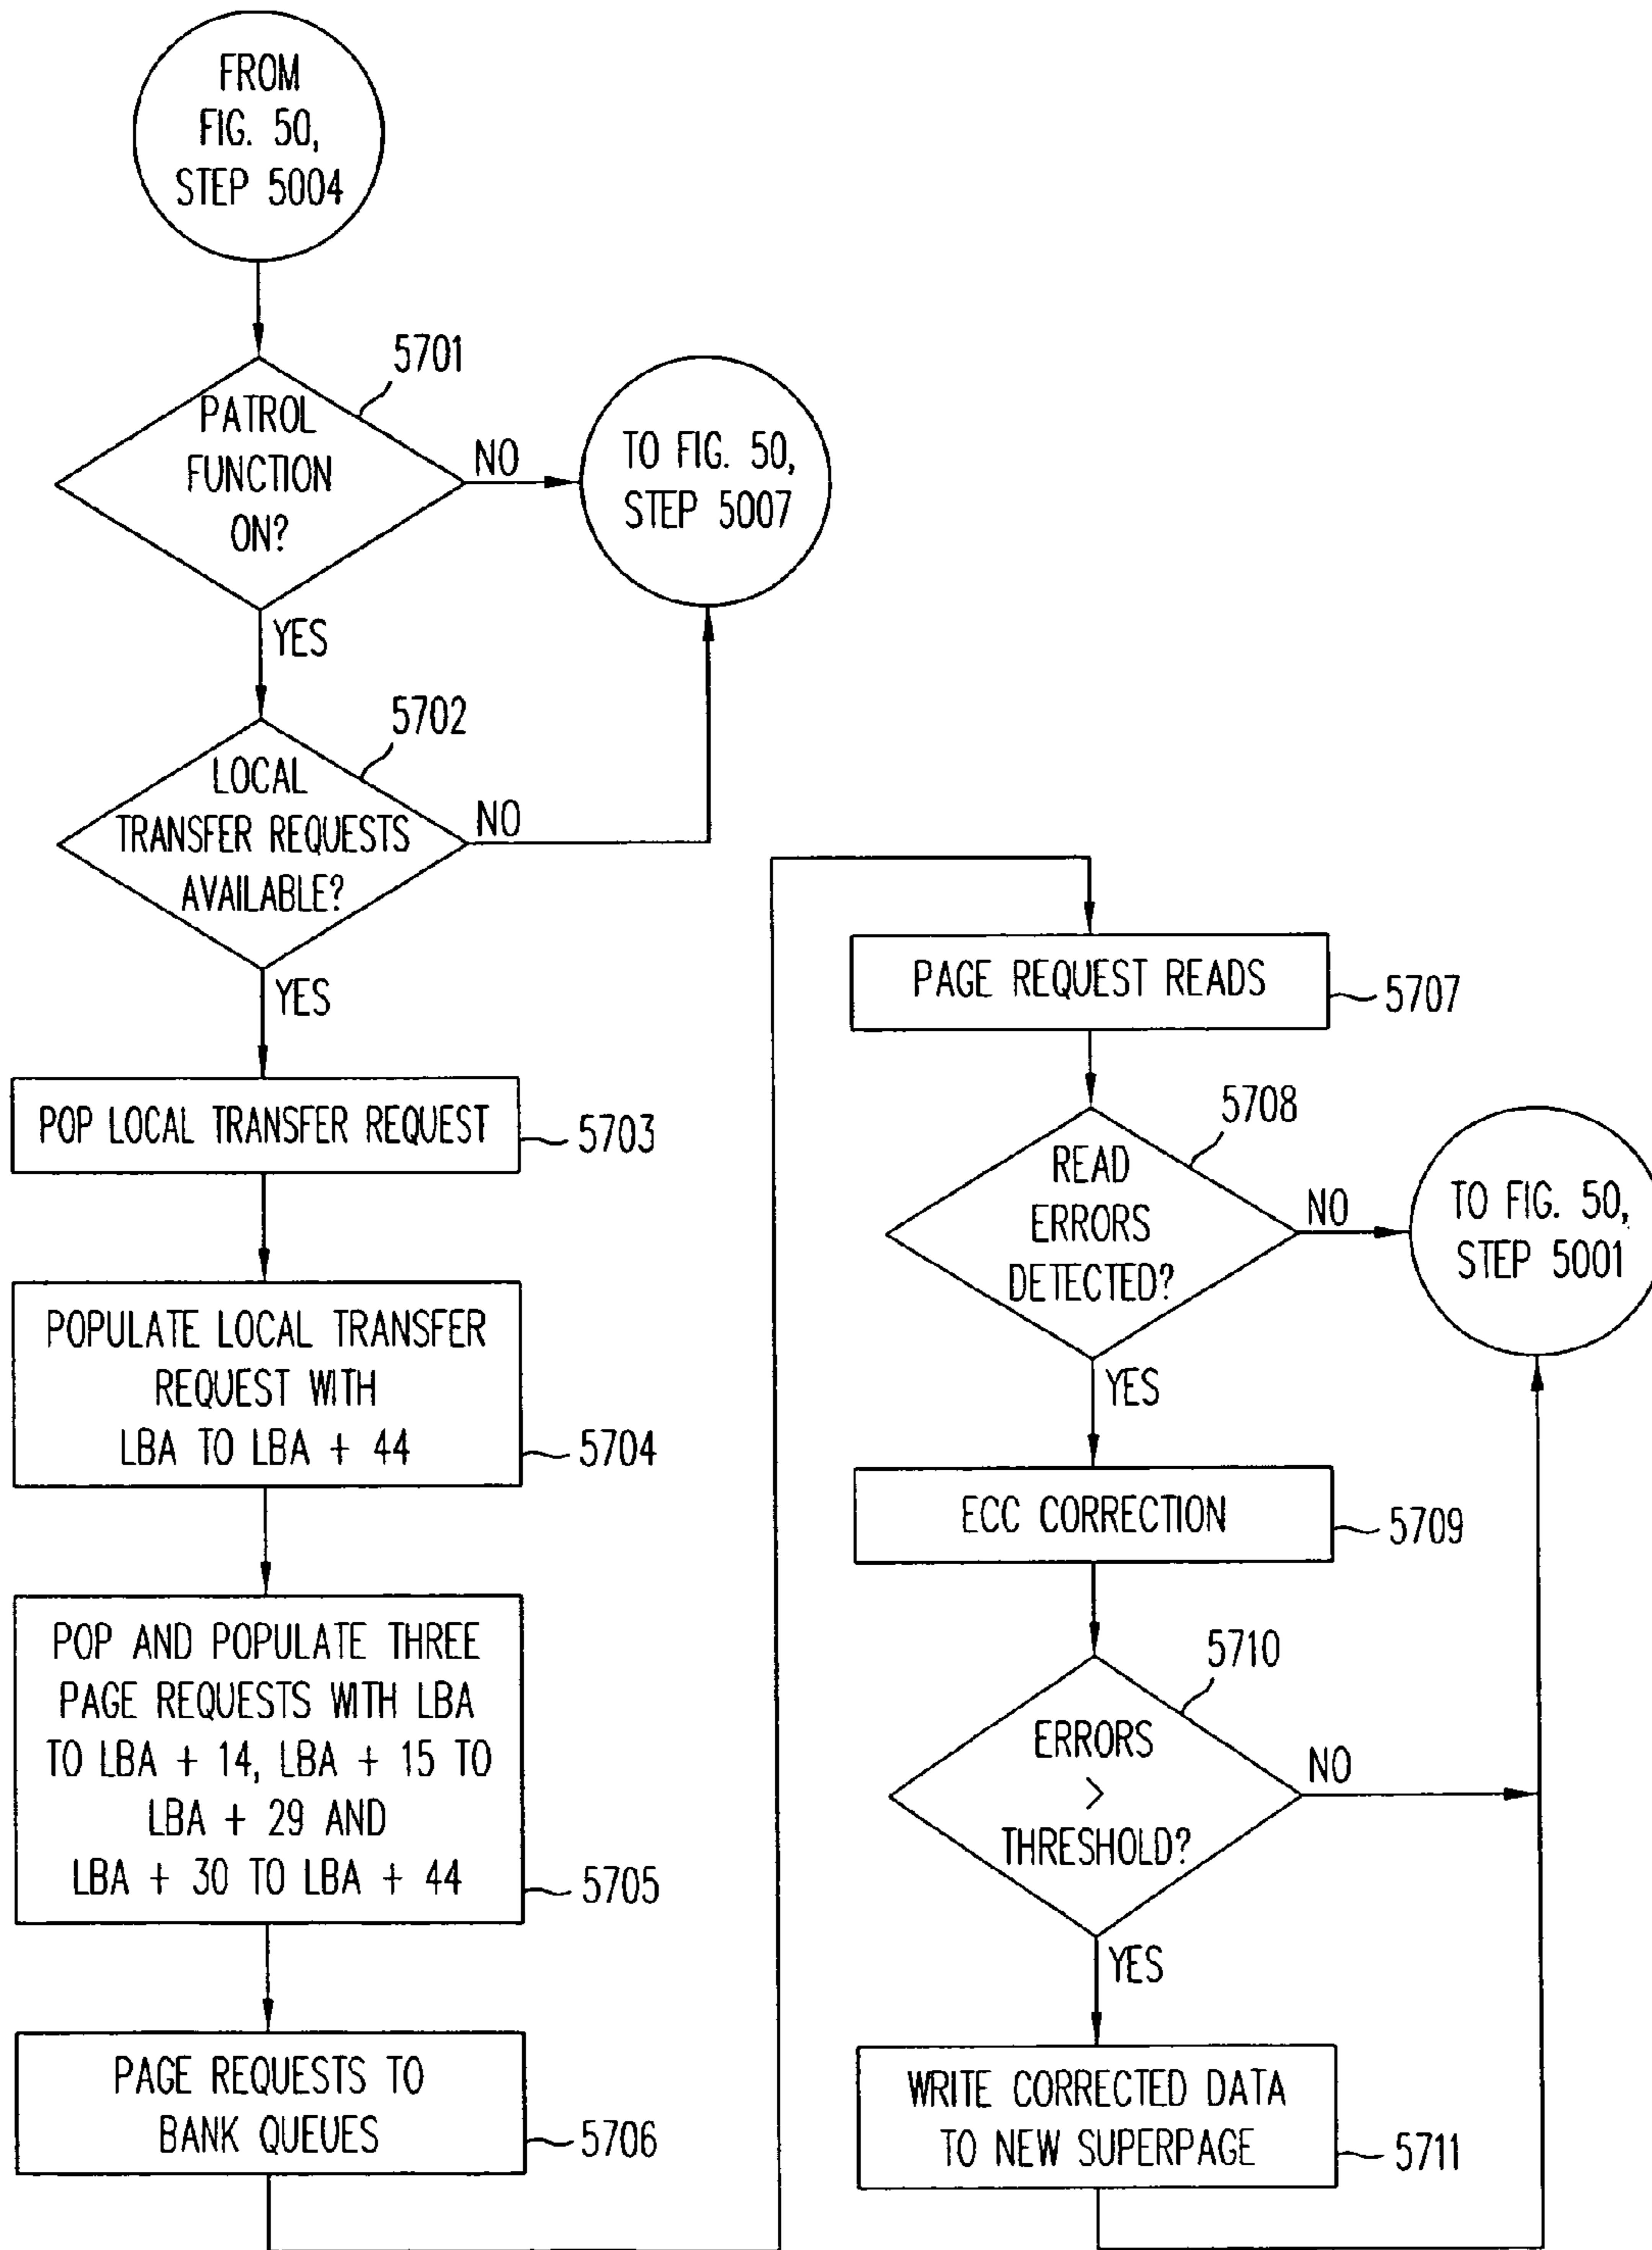 FROM
FIG. 50,
STEP 5004
5701
PATROL
FUNCTION
ON?
NO
TO FIG. 50,
STEP 5007
YES
5702
LOCAL
TRANSFER REQUESTS
AVAILABLE?
NO
YES
POP LOCAL TRANSFER REQUEST
5703
POPULATE LOCAL TRANSFER
REQUEST WITH
LBA TO LBA + 44
5704
POP AND POPULATE THREE
PAGE REQUESTS WITH LBA
TO LBA + 14, LBA + 15 TO
LBA + 29 AND
LBA + 30 TO LBA + 44
5705
PAGE REQUESTS TO
BANK QUEUES
5706
PAGE REQUEST READS
5707
5708
READ
ERRORS
DETECTED?
NO
TO FIG. 50,
STEP 5001
YES
ECC CORRECTION
5709
5710
ERRORS
>
THRESHOLD?
NO
YES
WRITE CORRECTED DATA
TO NEW SUPERPAGE
5711